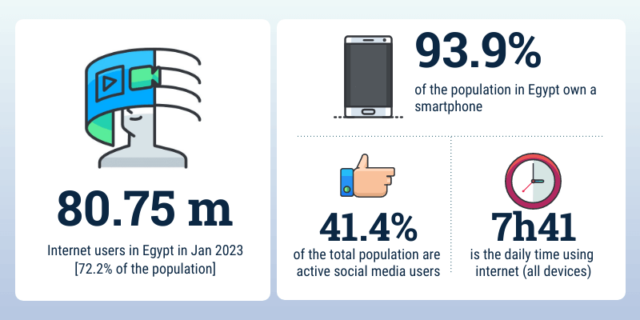 80.75 m
Internet users in Egypt in Jan 2023
[72.2% of the population]
93.9%
of the population in Egypt own a
smartphone
41.4%
of the total population are
active social media users
7h41
is the daily time using
internet (all devices)